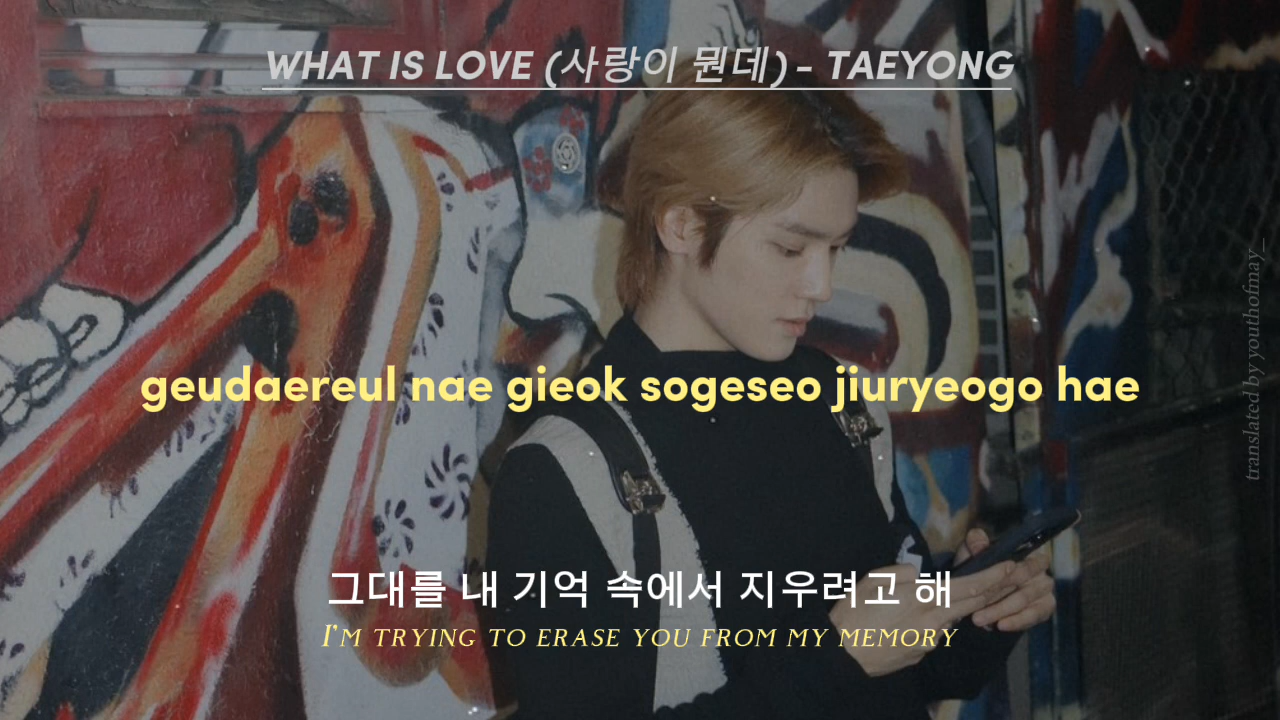 WHAT IS LOVE (사랑이 뭔데) - TAEYONG
geudaereul nae gieok sogeseo jiuryeogo hae
그대를 내 기억 속에서 지우려고 해
I'M TRYING TO ERASE YOU FROM MY MEMORY
translated by youthofmay_